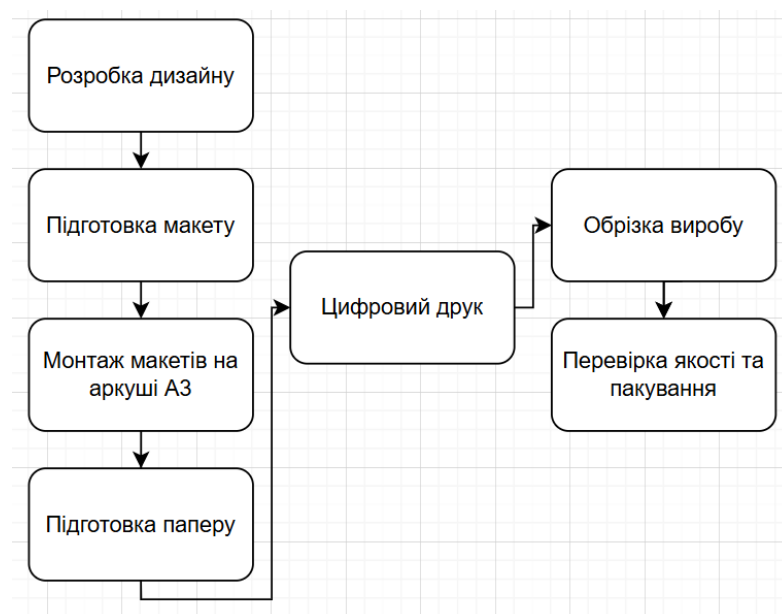 Розробка дизайну
Підготовка макету
Монтаж макетів на
аркуші А3
Підготовка паперу
Цифровий друк
Обрізка виробу
Перевірка якості та
пакування